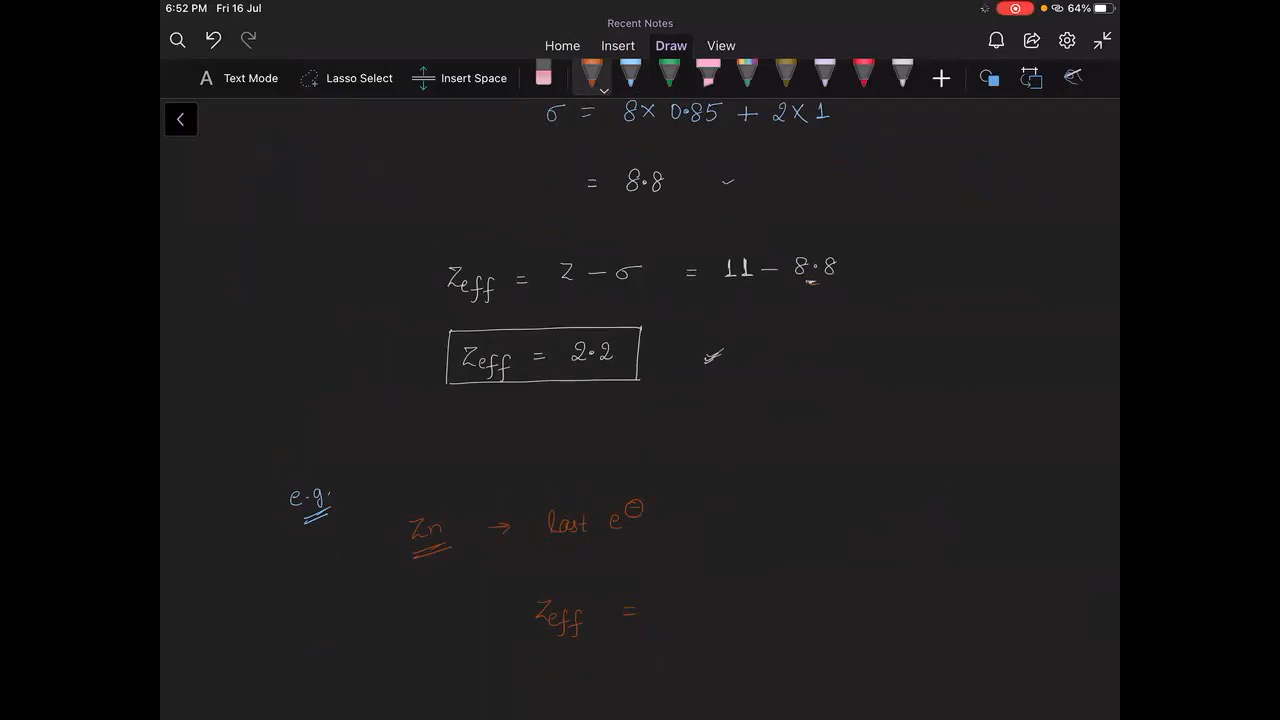 6:52 PM Fri 16 Jul
64%
Recent Notes
Home Insert Draw View
A Text Mode Lasso Select Insert Space
σ = 8 × 0.85 + 2 × 1
= 8.8
Zeff = Z − σ = 11 − 8.8
Zeff = 2.2
e.g.
Zn → last e⊖
Zeff =